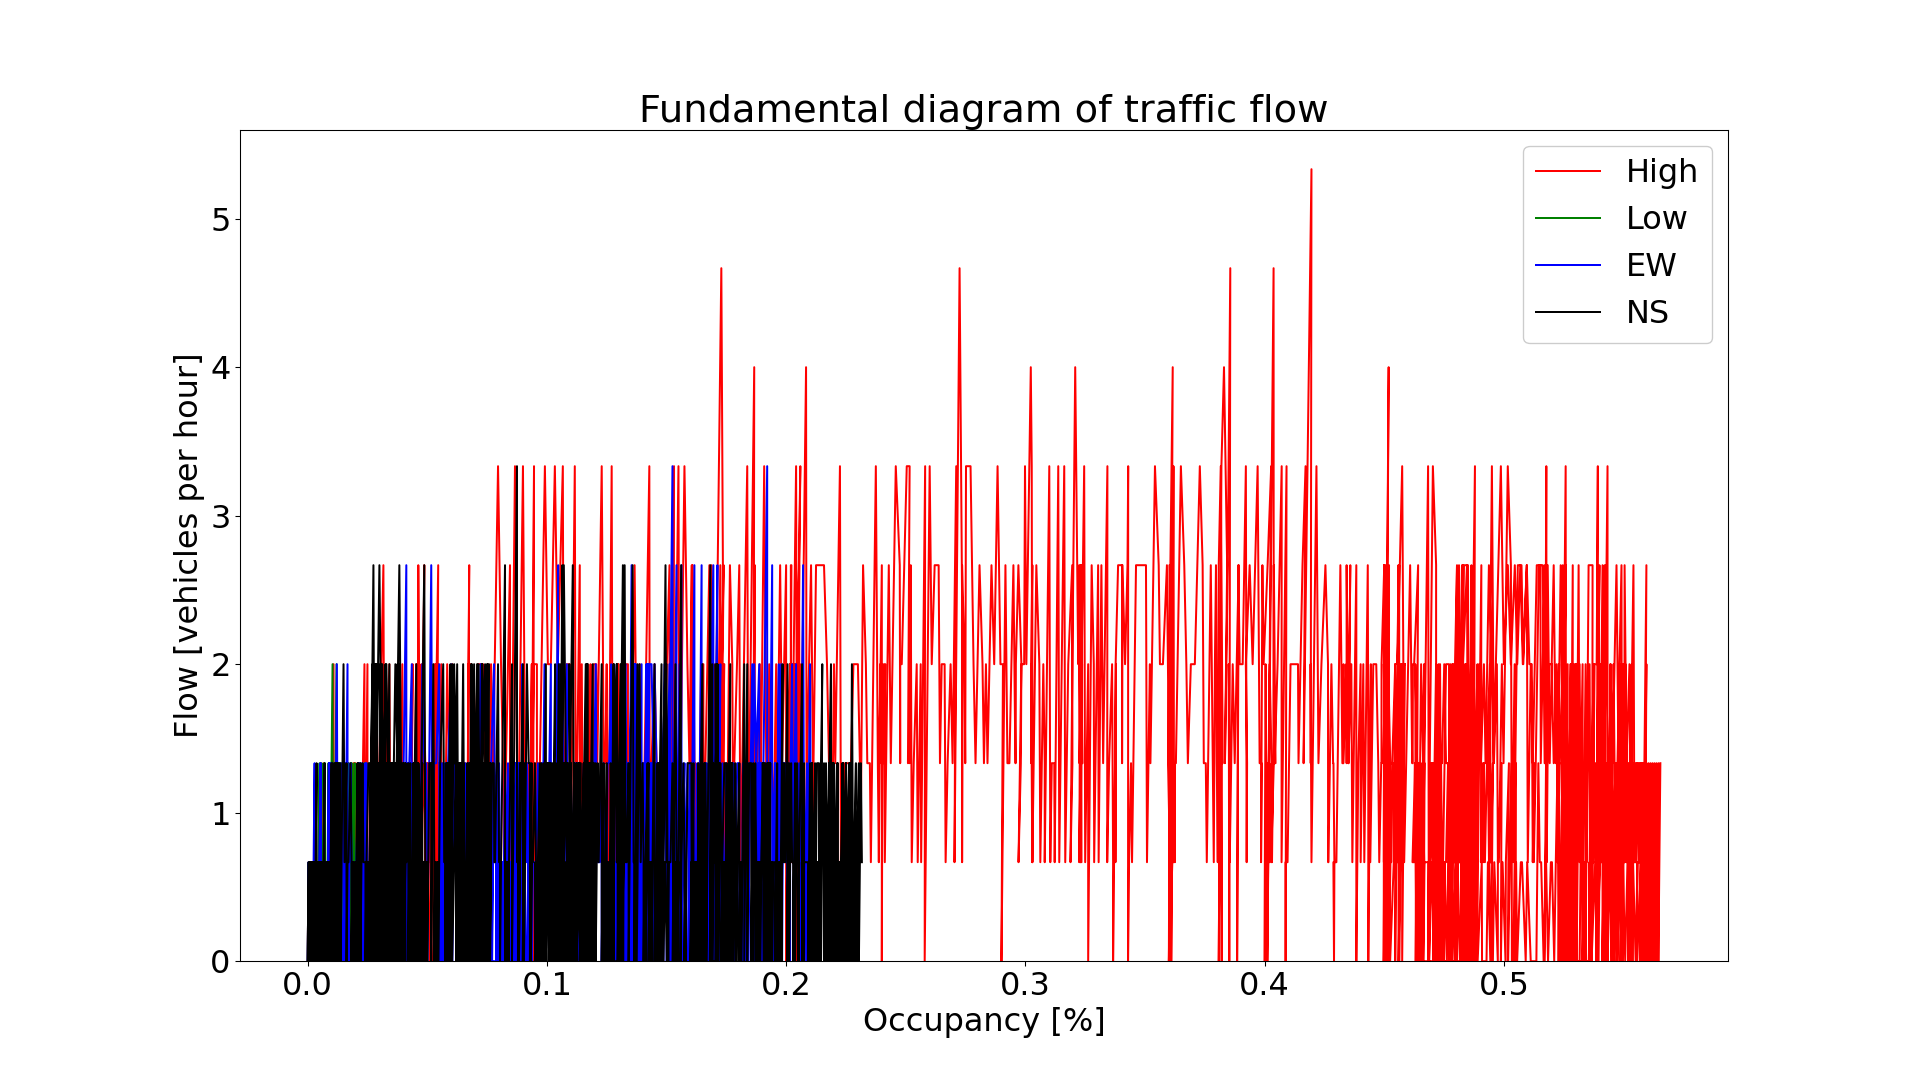 Fundamental diagram of traffic flow
High
Low
EW
NS
5
4
3
2
1
0
Flow [vehicles per hour]
0.0 0.1 0.2 0.3 0.4 0.5
Occupancy [%]